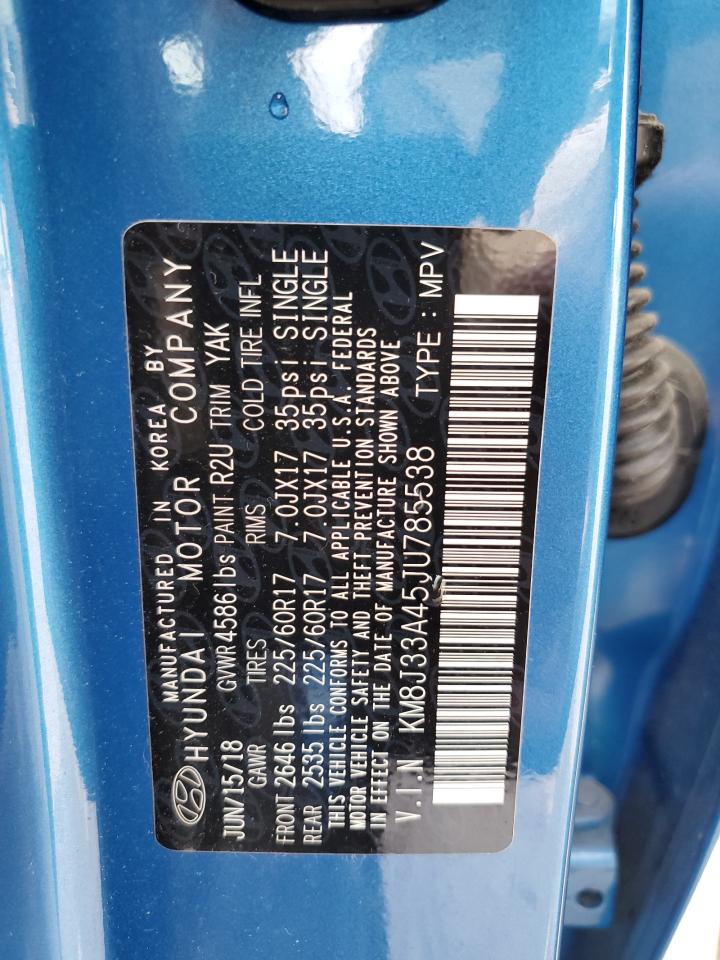 MANUFACTURED IN KOREA BY
HYUNDAI MOTOR COMPANY
JUN/15/18 GVWR 4586 lbs PAINT R2U TRIM YAK
GAWR TIRES RIMS COLD TIRE INFL
FRONT 2646 lbs 225/60R17 7.0JX17 35psi SINGLE
REAR 2535 lbs 225/60R17 7.0JX17 35psi SINGLE
THIS VEHICLE CONFORMS TO ALL APPLICABLE U.S.A. FEDERAL
MOTOR VEHICLE SAFETY AND THEFT PREVENTION STANDARDS
IN EFFECT ON THE DATE OF MANUFACTURE SHOWN ABOVE
V.I.N KM8J33A45JU785538 TYPE : MPV